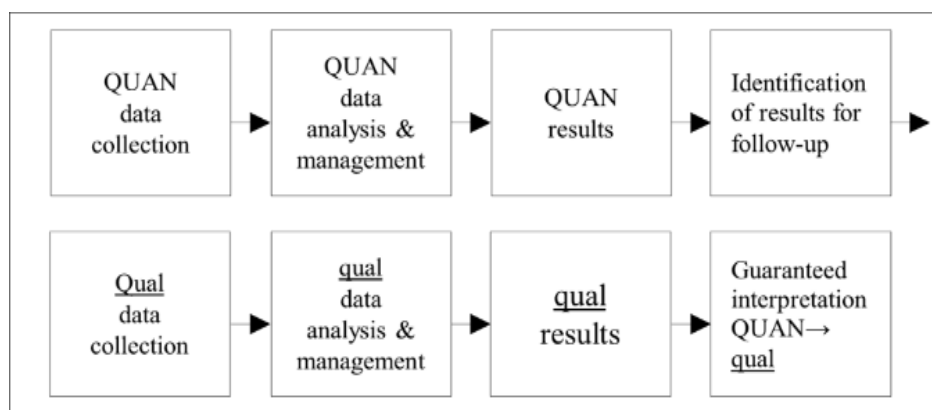 QUAN
data
collection
QUAN
data
analysis &
management
QUAN
results
Identification
of results for
follow-up
Qual
data
collection
qual
data
analysis &
management
qual
results
Guaranteed
interpretation
QUAN→
qual